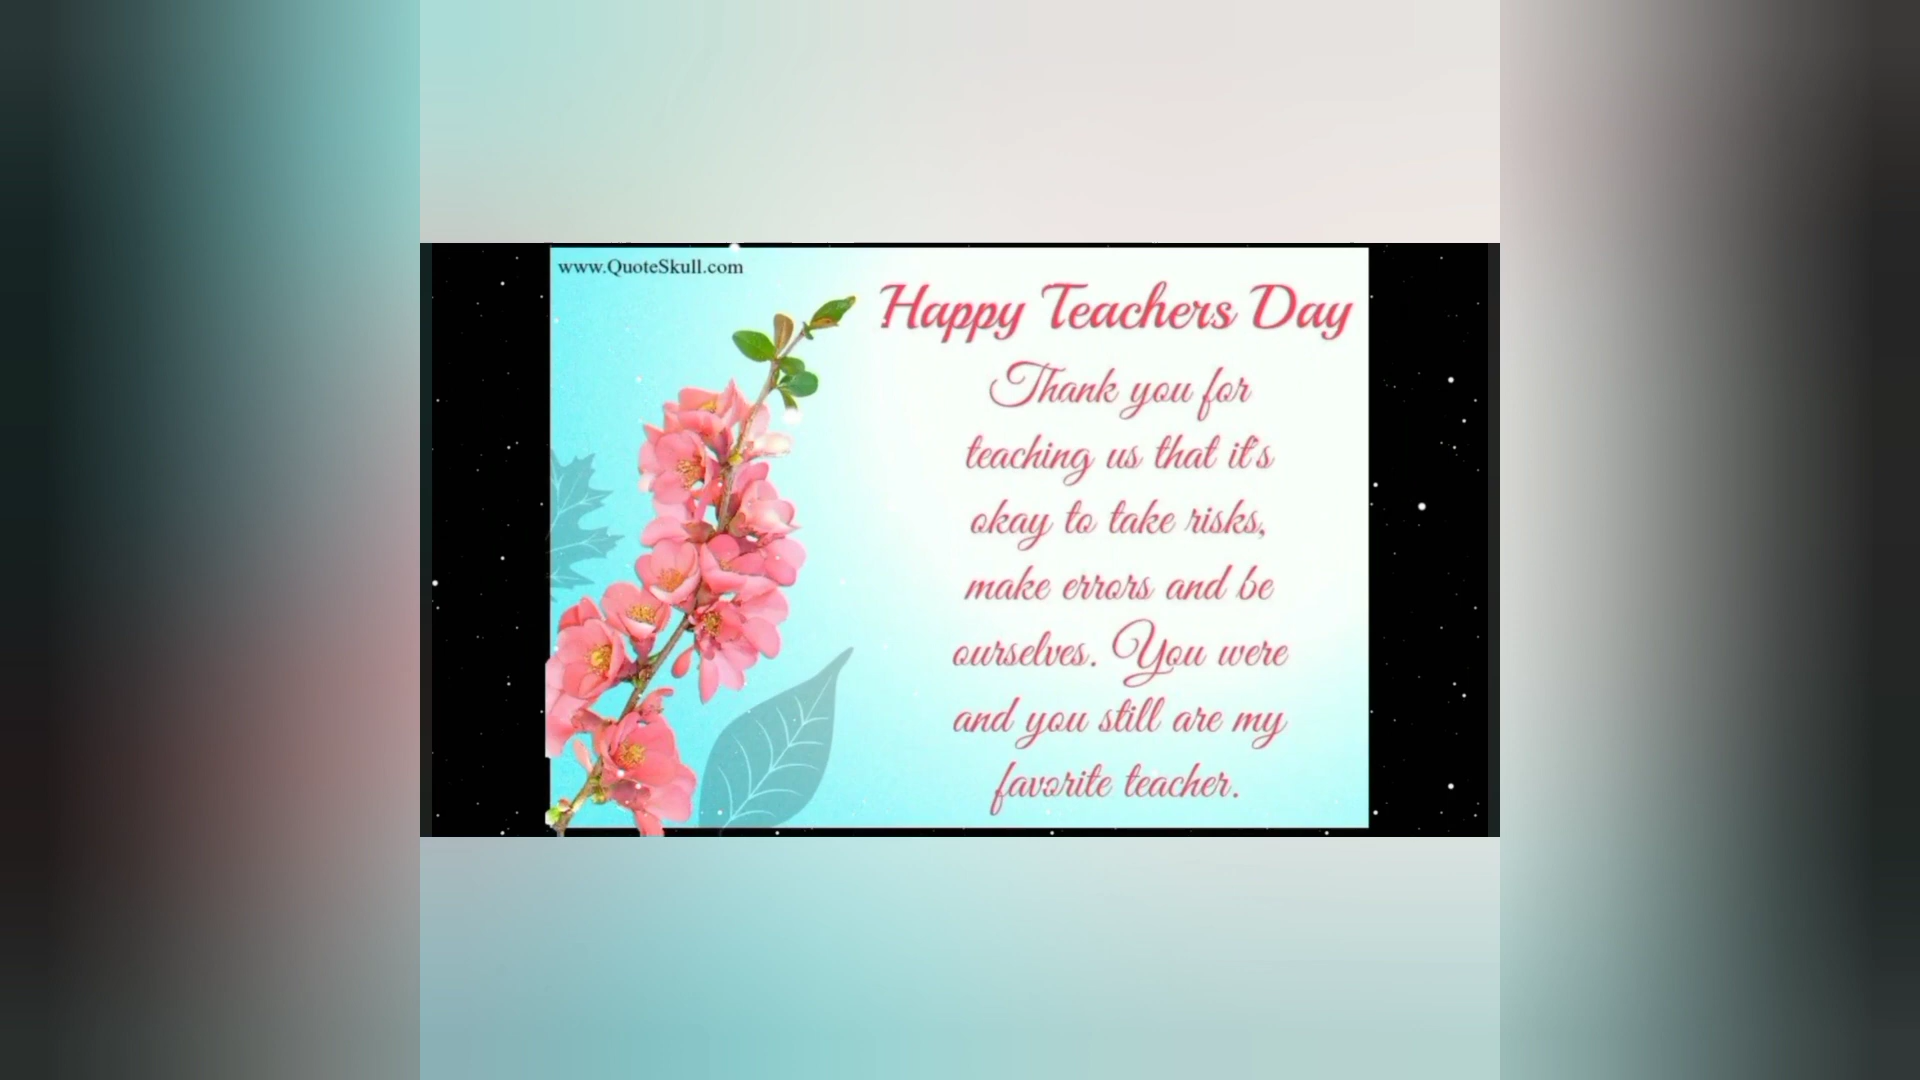 www.QuoteSkull.com
Happy Teachers Day
Thank you for
teaching us that it's
okay to take risks,
make errors and be
ourselves. You were
and you still are my
favorite teacher.